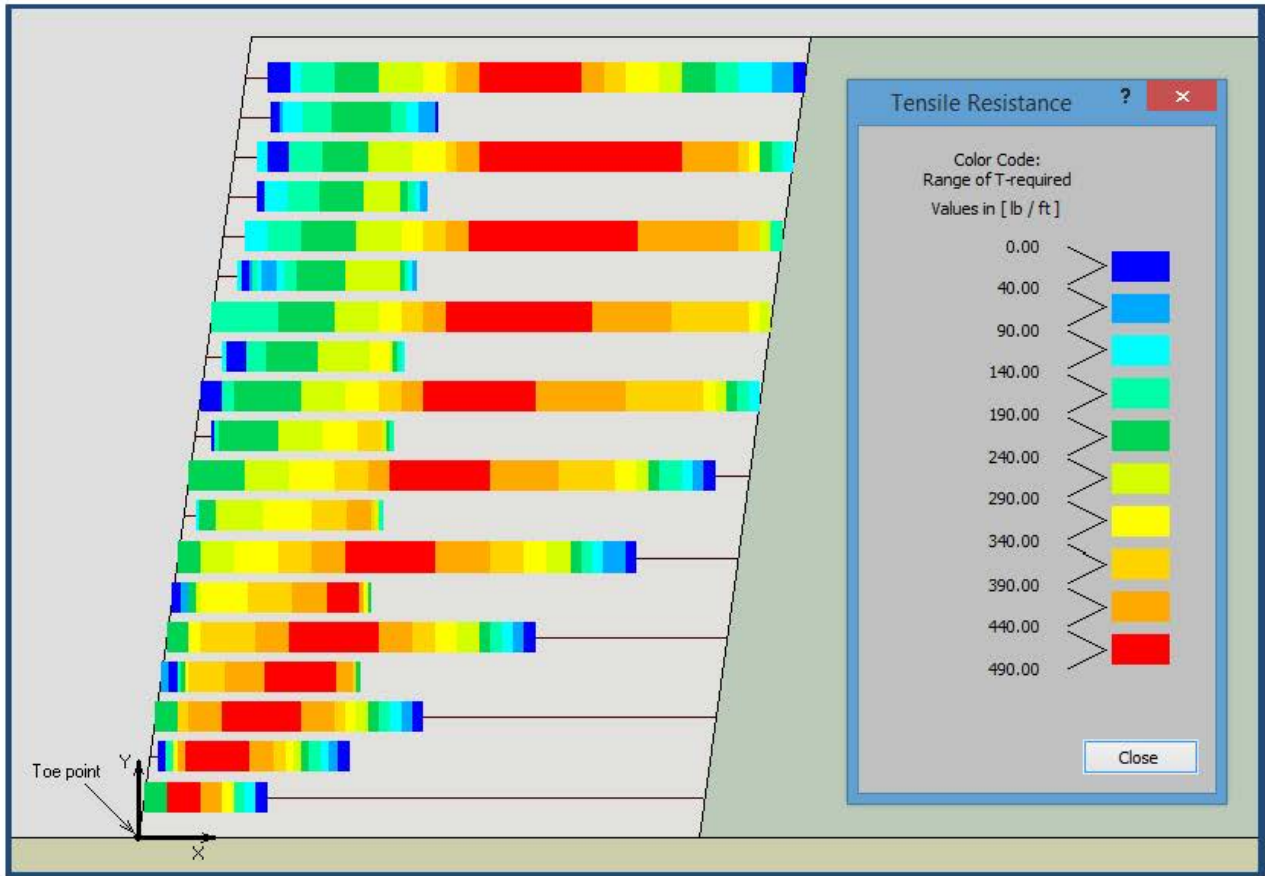 Tensile Resistance
?
×
Color Code:
Range of T-required
Values in [ lb / ft ]
0.00
40.00
90.00
140.00
190.00
240.00
290.00
340.00
390.00
440.00
490.00
Close
Toe point
Y
X